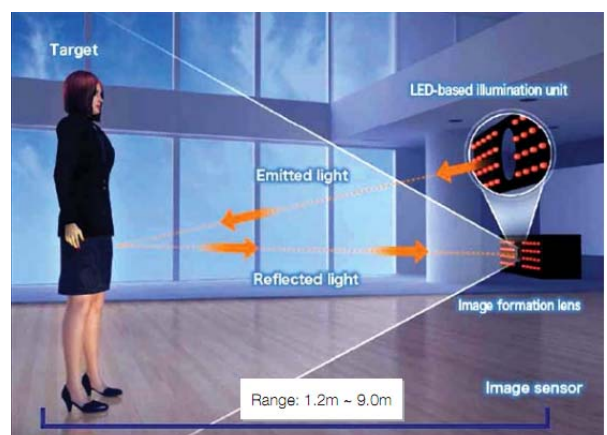 Target
LED-based illumination unit
Emitted light
Reflected light
Image formation lens
Image sensor
Range: 1.2m ~ 9.0m